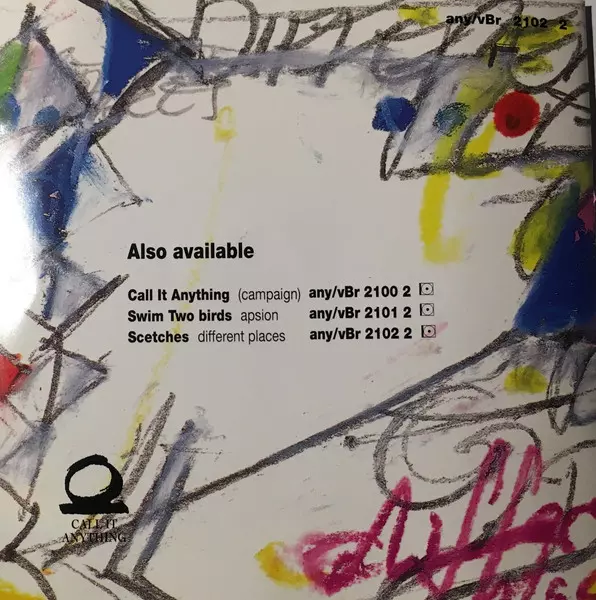 any/vBr 2102 2
Also available
Call It Anything (campaign) any/vBr 2100 2
Swim Two birds apsion any/vBr 2101 2
Scetches different places any/vBr 2102 2
CALL IT
ANYTHING